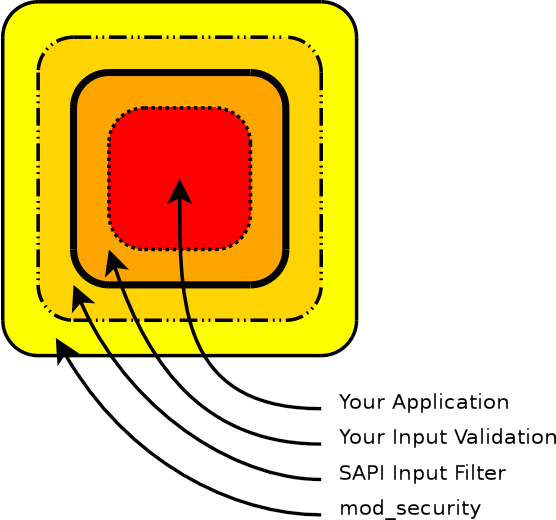 Your Application
Your Input Validation
SAPI Input Filter
mod_security